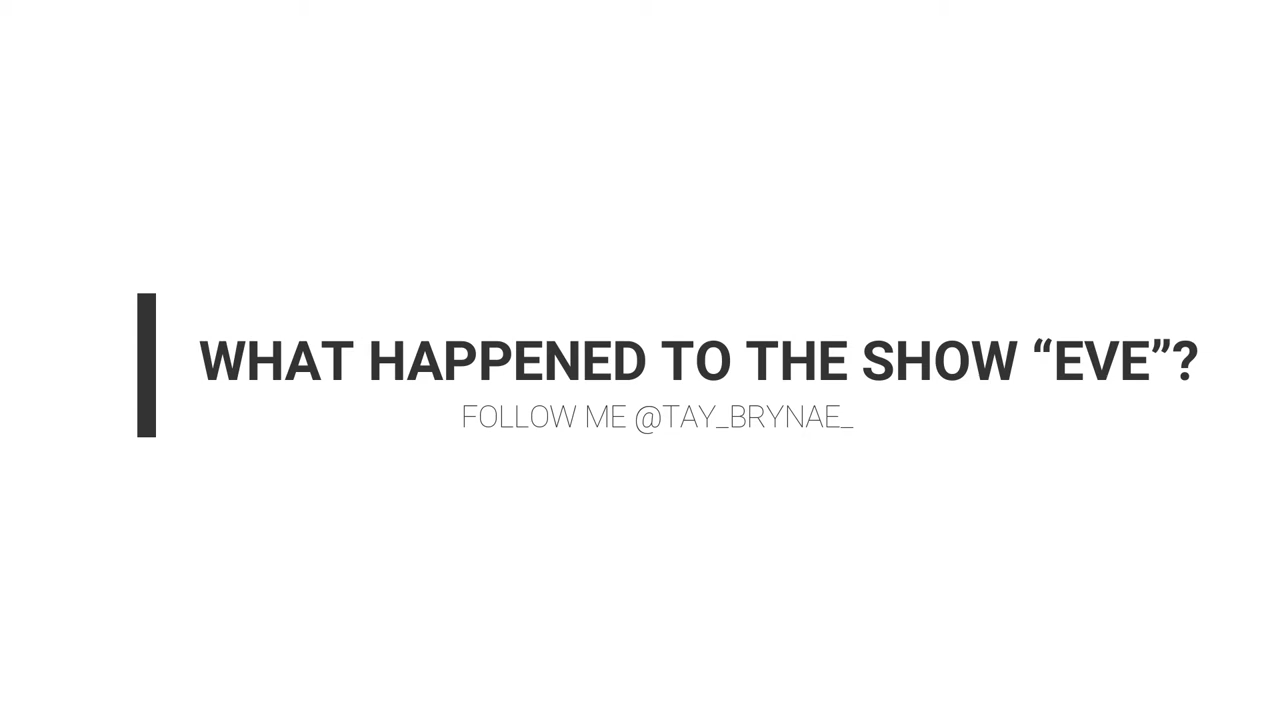 WHAT HAPPENED TO THE SHOW “EVE”?
FOLLOW ME @TAY_BRYNAE_